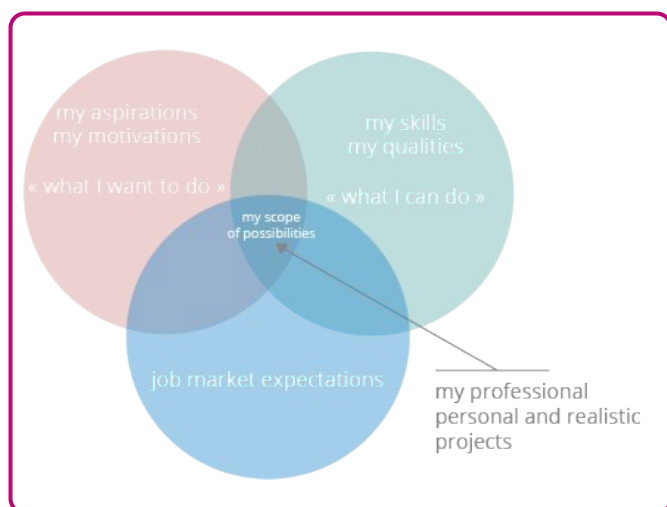 my aspirations
my motivations
« what I want to do »
my skills
my qualities
« what I can do »
my scope
of possibilities
job market expectations
my professional
personal and realistic
projects